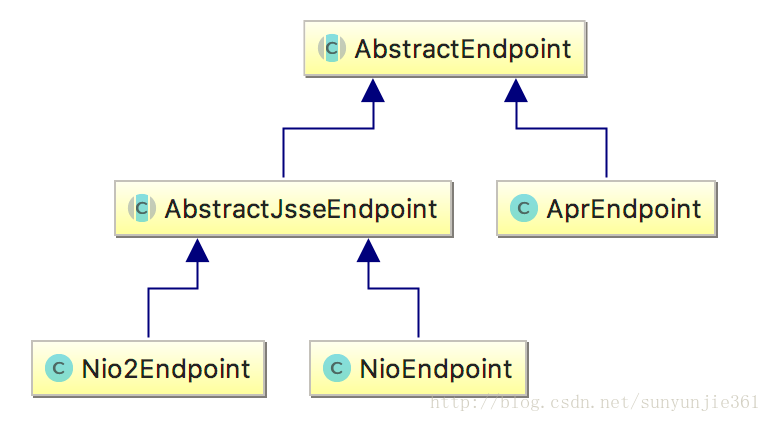 C AbstractEndpoint
C AbstractJsseEndpoint
C AprEndpoint
C Nio2Endpoint
C NioEndpoint
http://blog.csdn.net/sunyunjie361